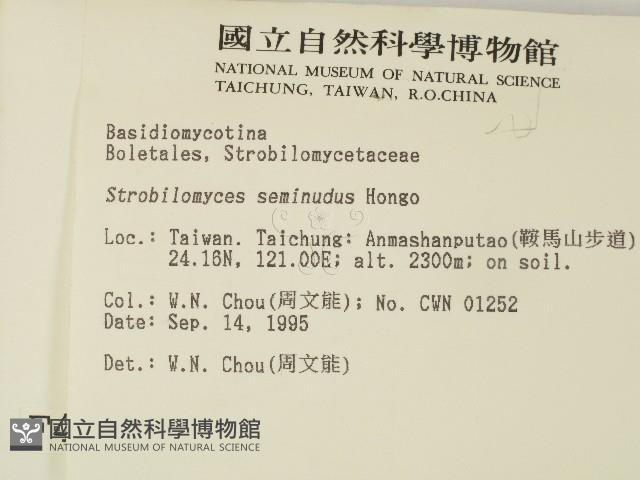 國立自然科學博物館
NATIONAL MUSEUM OF NATURAL SCIENCE
TAICHUNG, TAIWAN, R.O.CHINA
Basidiomycotina
Boletales, Strobilomycetaceae
Strobilomyces seminudus Hongo
Loc.: Taiwan. Taichung: Anmashanputao(鞍馬山步道)
24.16N, 121.00E; alt. 2300m; on soil.
Col.: W.N. Chou(周文能); No. CWN 01252
Date: Sep. 14, 1995
Det.: W.N. Chou(周文能)
國立自然科學博物館
NATIONAL MUSEUM OF NATURAL SCIENCE